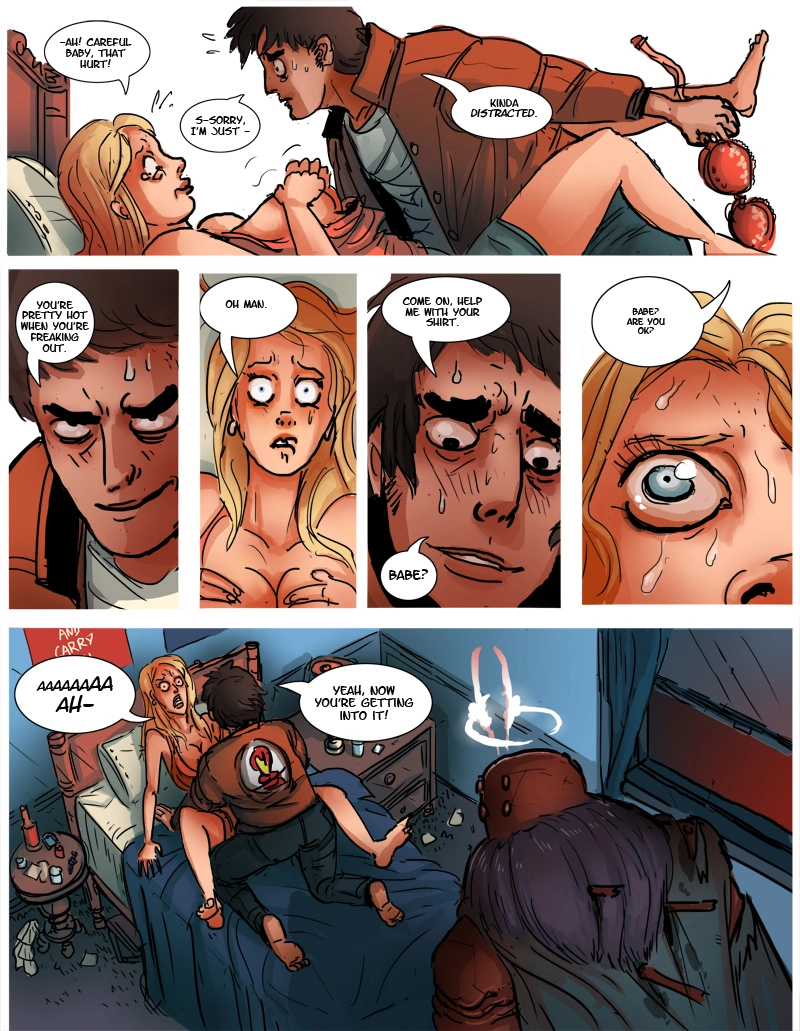 -AH! CAREFUL
BABY, THAT
HURT!
S-SORRY,
I'M JUST -
KINDA
DISTRACTED.
YOU'RE
PRETTY HOT
WHEN YOU'RE
FREAKING
OUT.
OH MAN.
COME ON, HELP
ME WITH YOUR
SHIRT.
BABE?
BABE?
ARE YOU
OK?
AND
CARRY
AAAAAAAA
AH-
YEAH, NOW
YOU'RE GETTING
INTO IT!